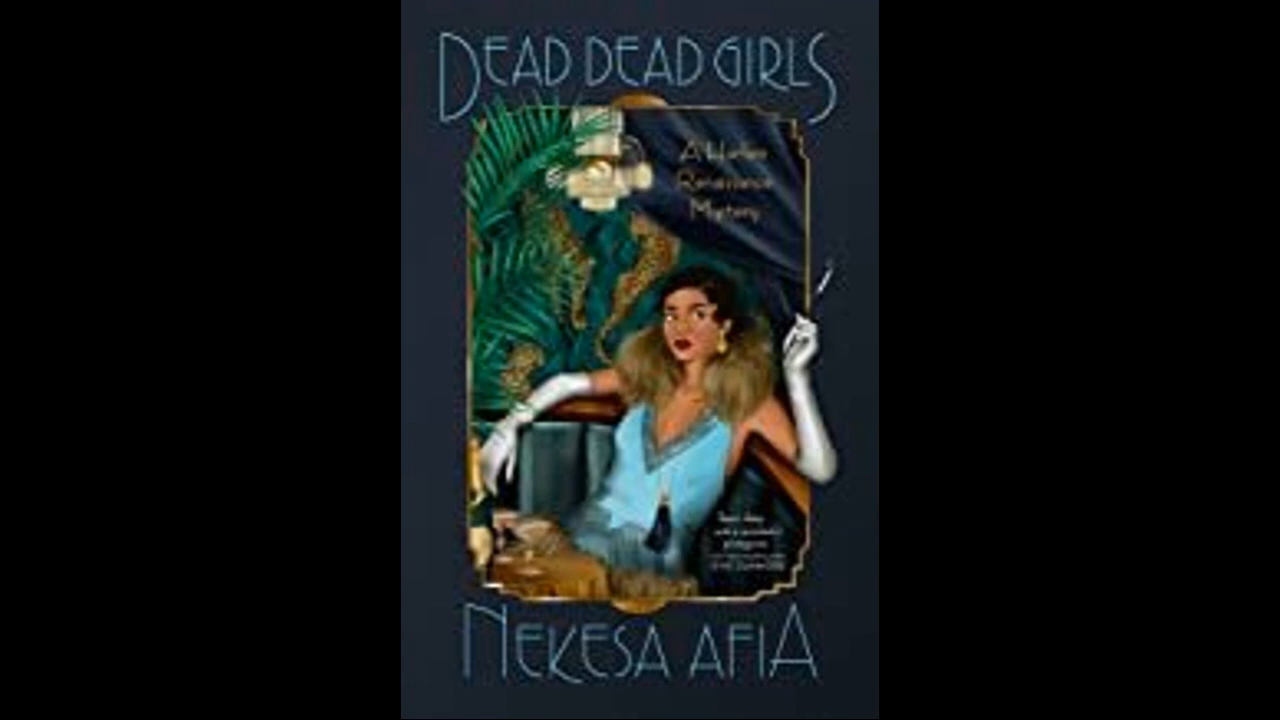 DEAD DEAD GIRLS
A Harlem
Renaissance
Mystery
NEKESA AFIA